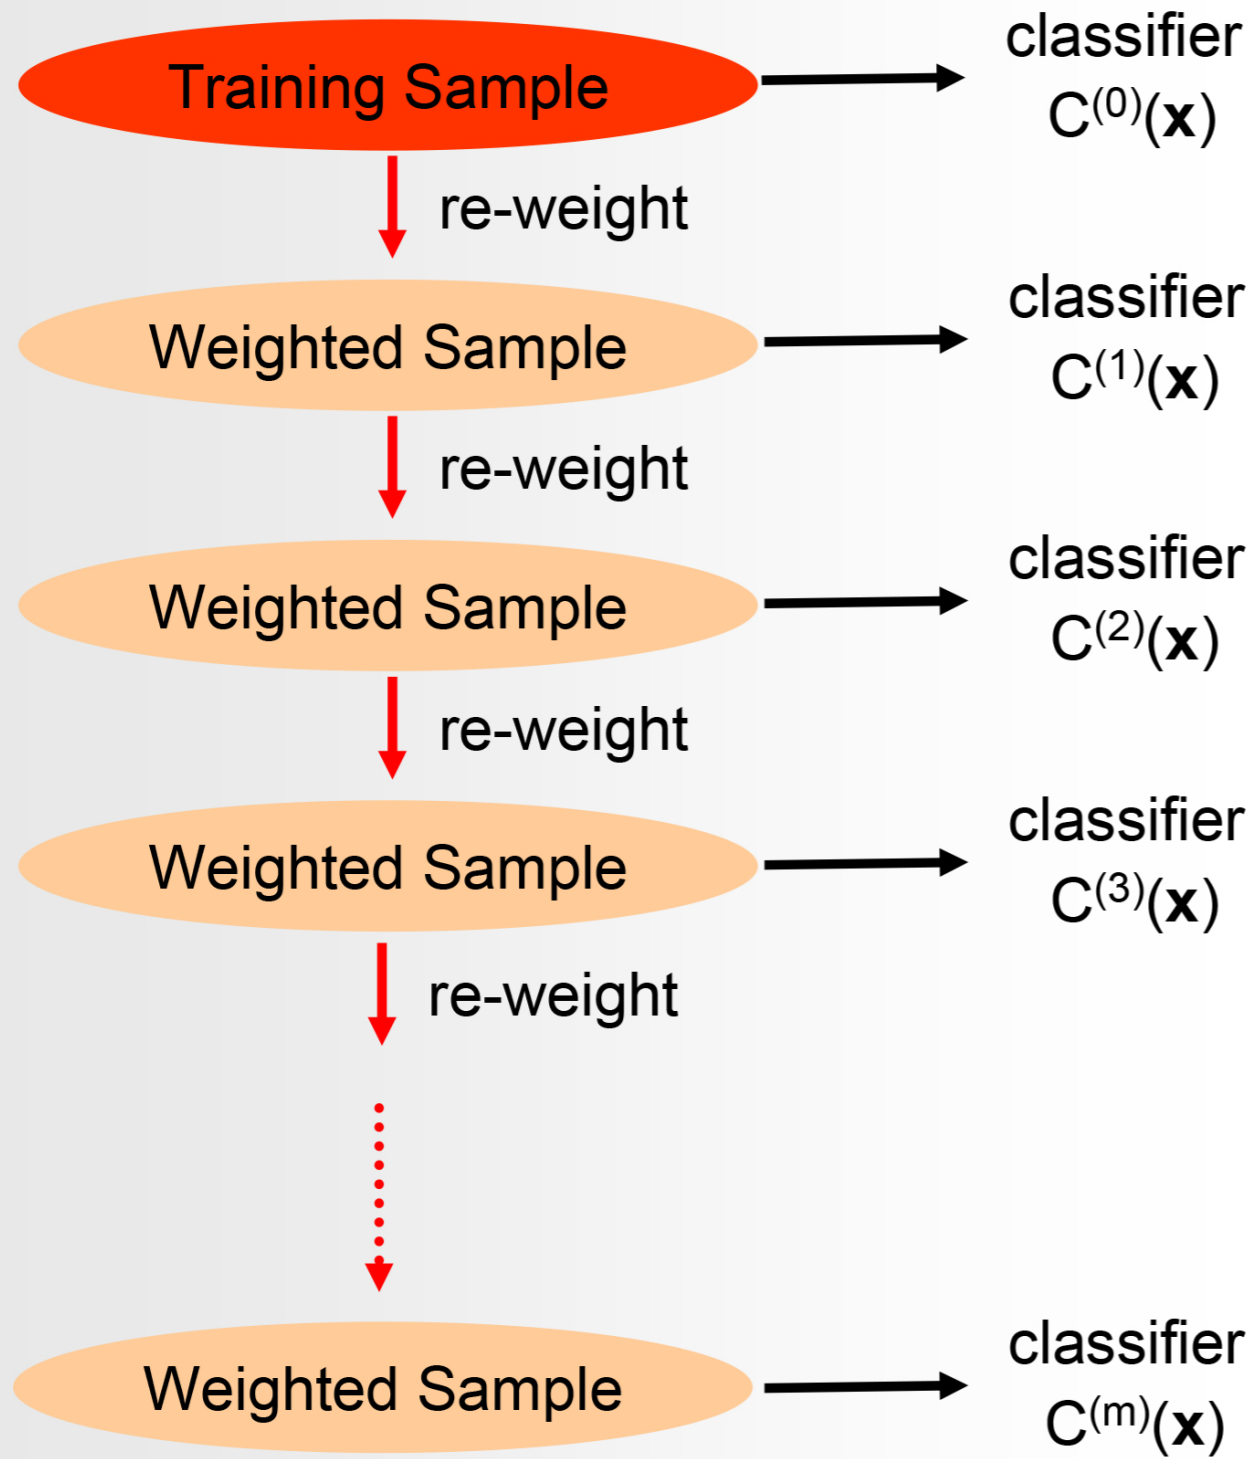 Training Sample
classifier
C⁽⁰⁾(x)
re-weight
Weighted Sample
classifier
C⁽¹⁾(x)
re-weight
Weighted Sample
classifier
C⁽²⁾(x)
re-weight
Weighted Sample
classifier
C⁽³⁾(x)
re-weight
Weighted Sample
classifier
C⁽ᵐ⁾(x)